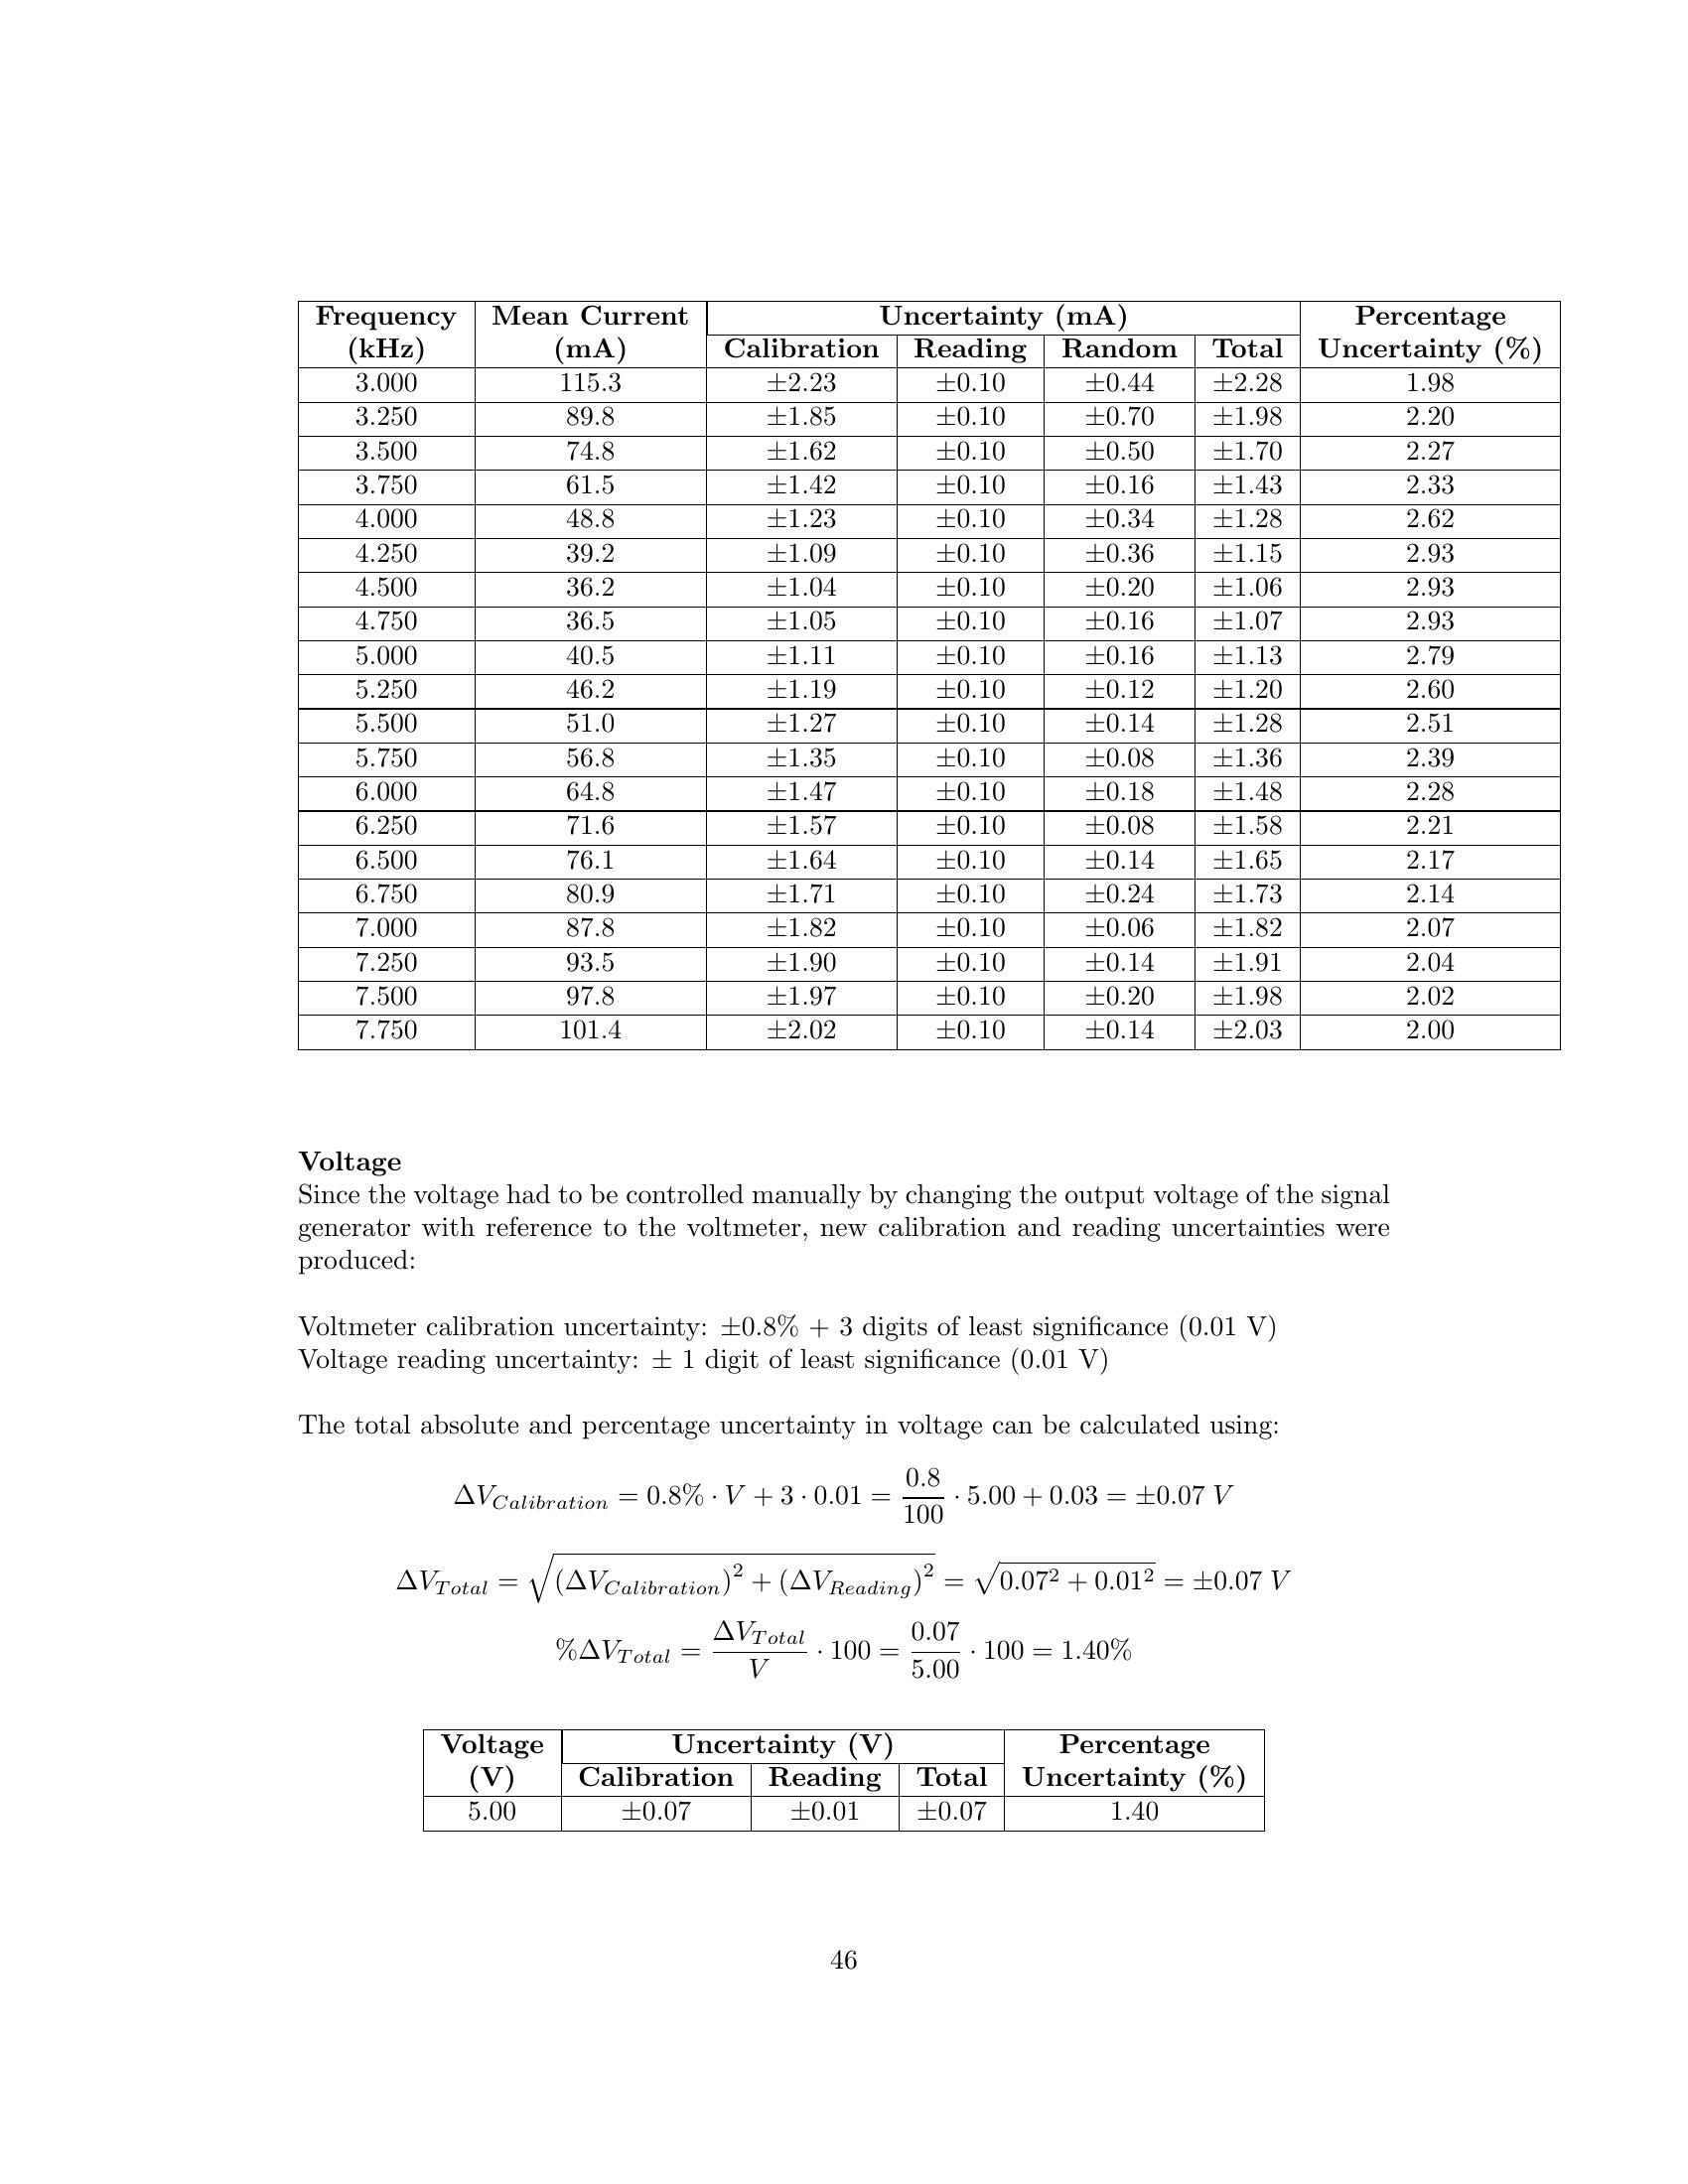 Frequency (kHz) Mean Current (mA) Uncertainty (mA) Percentage Uncertainty (%)
Calibration Reading Random Total
3.000 115.3 ±2.23 ±0.10 ±0.44 ±2.28 1.98
3.250 89.8 ±1.85 ±0.10 ±0.70 ±1.98 2.20
3.500 74.8 ±1.62 ±0.10 ±0.50 ±1.70 2.27
3.750 61.5 ±1.42 ±0.10 ±0.16 ±1.43 2.33
4.000 48.8 ±1.23 ±0.10 ±0.34 ±1.28 2.62
4.250 39.2 ±1.09 ±0.10 ±0.36 ±1.15 2.93
4.500 36.2 ±1.04 ±0.10 ±0.20 ±1.06 2.93
4.750 36.5 ±1.05 ±0.10 ±0.16 ±1.07 2.93
5.000 40.5 ±1.11 ±0.10 ±0.16 ±1.13 2.79
5.250 46.2 ±1.19 ±0.10 ±0.12 ±1.20 2.60
5.500 51.0 ±1.27 ±0.10 ±0.14 ±1.28 2.51
5.750 56.8 ±1.35 ±0.10 ±0.08 ±1.36 2.39
6.000 64.8 ±1.47 ±0.10 ±0.18 ±1.48 2.28
6.250 71.6 ±1.57 ±0.10 ±0.08 ±1.58 2.21
6.500 76.1 ±1.64 ±0.10 ±0.14 ±1.65 2.17
6.750 80.9 ±1.71 ±0.10 ±0.24 ±1.73 2.14
7.000 87.8 ±1.82 ±0.10 ±0.06 ±1.82 2.07
7.250 93.5 ±1.90 ±0.10 ±0.14 ±1.91 2.04
7.500 97.8 ±1.97 ±0.10 ±0.20 ±1.98 2.02
7.750 101.4 ±2.02 ±0.10 ±0.14 ±2.03 2.00
Voltage
Since the voltage had to be controlled manually by changing the output voltage of the signal
generator with reference to the voltmeter, new calibration and reading uncertainties were
produced:
Voltmeter calibration uncertainty: ±0.8% + 3 digits of least significance (0.01 V)
Voltage reading uncertainty: ± 1 digit of least significance (0.01 V)
The total absolute and percentage uncertainty in voltage can be calculated using:
ΔV_{Calibration} = 0.8% · V + 3 · 0.01 = \frac{0.8}{100} · 5.00 + 0.03 = ±0.07 V
ΔV_{Total} = \sqrt{(ΔV_{Calibration})^2 + (ΔV_{Reading})^2} = \sqrt{0.07^2 + 0.01^2} = ±0.07 V
%ΔV_{Total} = \frac{ΔV_{Total}}{V} · 100 = \frac{0.07}{5.00} · 100 = 1.40%
Voltage (V) Uncertainty (V) Percentage Uncertainty (%)
Calibration Reading Total
5.00 ±0.07 ±0.01 ±0.07 1.40
46